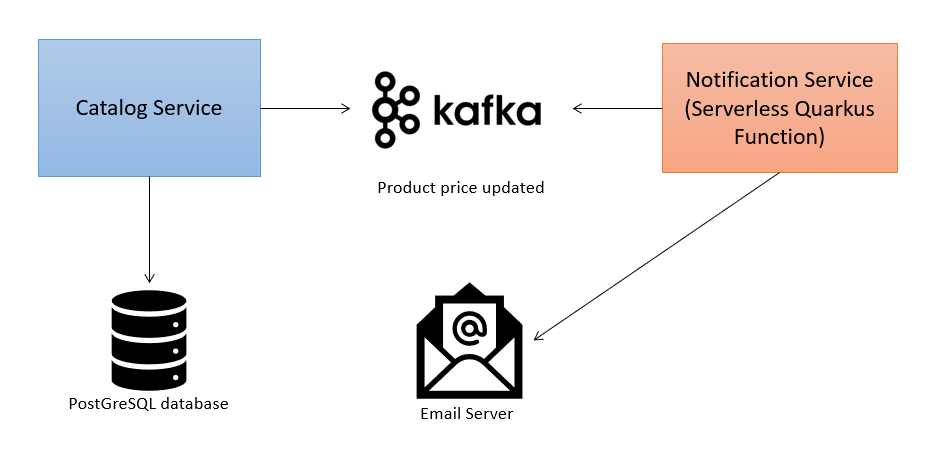 Catalog Service
kafka
Notification Service
(Serverless Quarkus
Function)
Product price updated
@
PostGreSQL database
Email Server